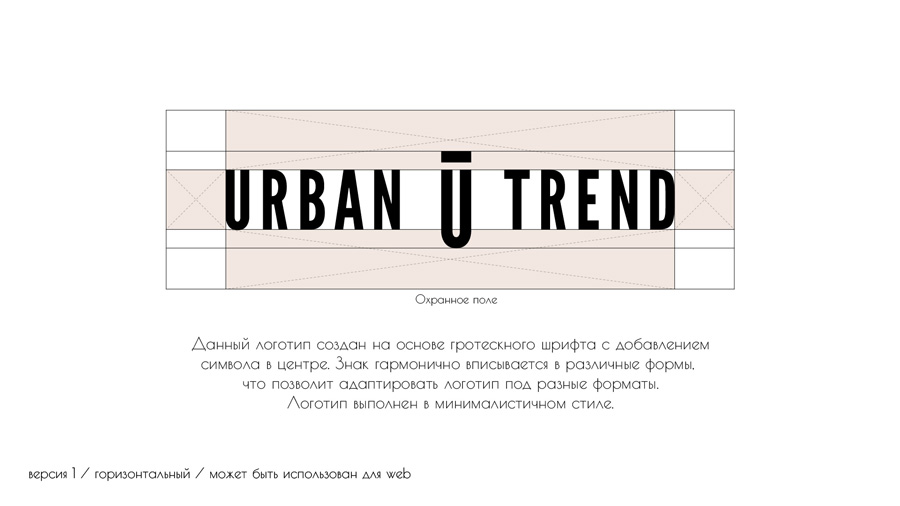 URBAN Ū TREND
Охранное поле
Данный логотип создан на основе гротескного шрифта с добавлением
символа в центре. Знак гармонично вписывается в различные формы,
что позволит адаптировать логотип под разные форматы.
Логотип выполнен в минималистичном стиле.
версия 1 / горизонтальный / может быть использован для web